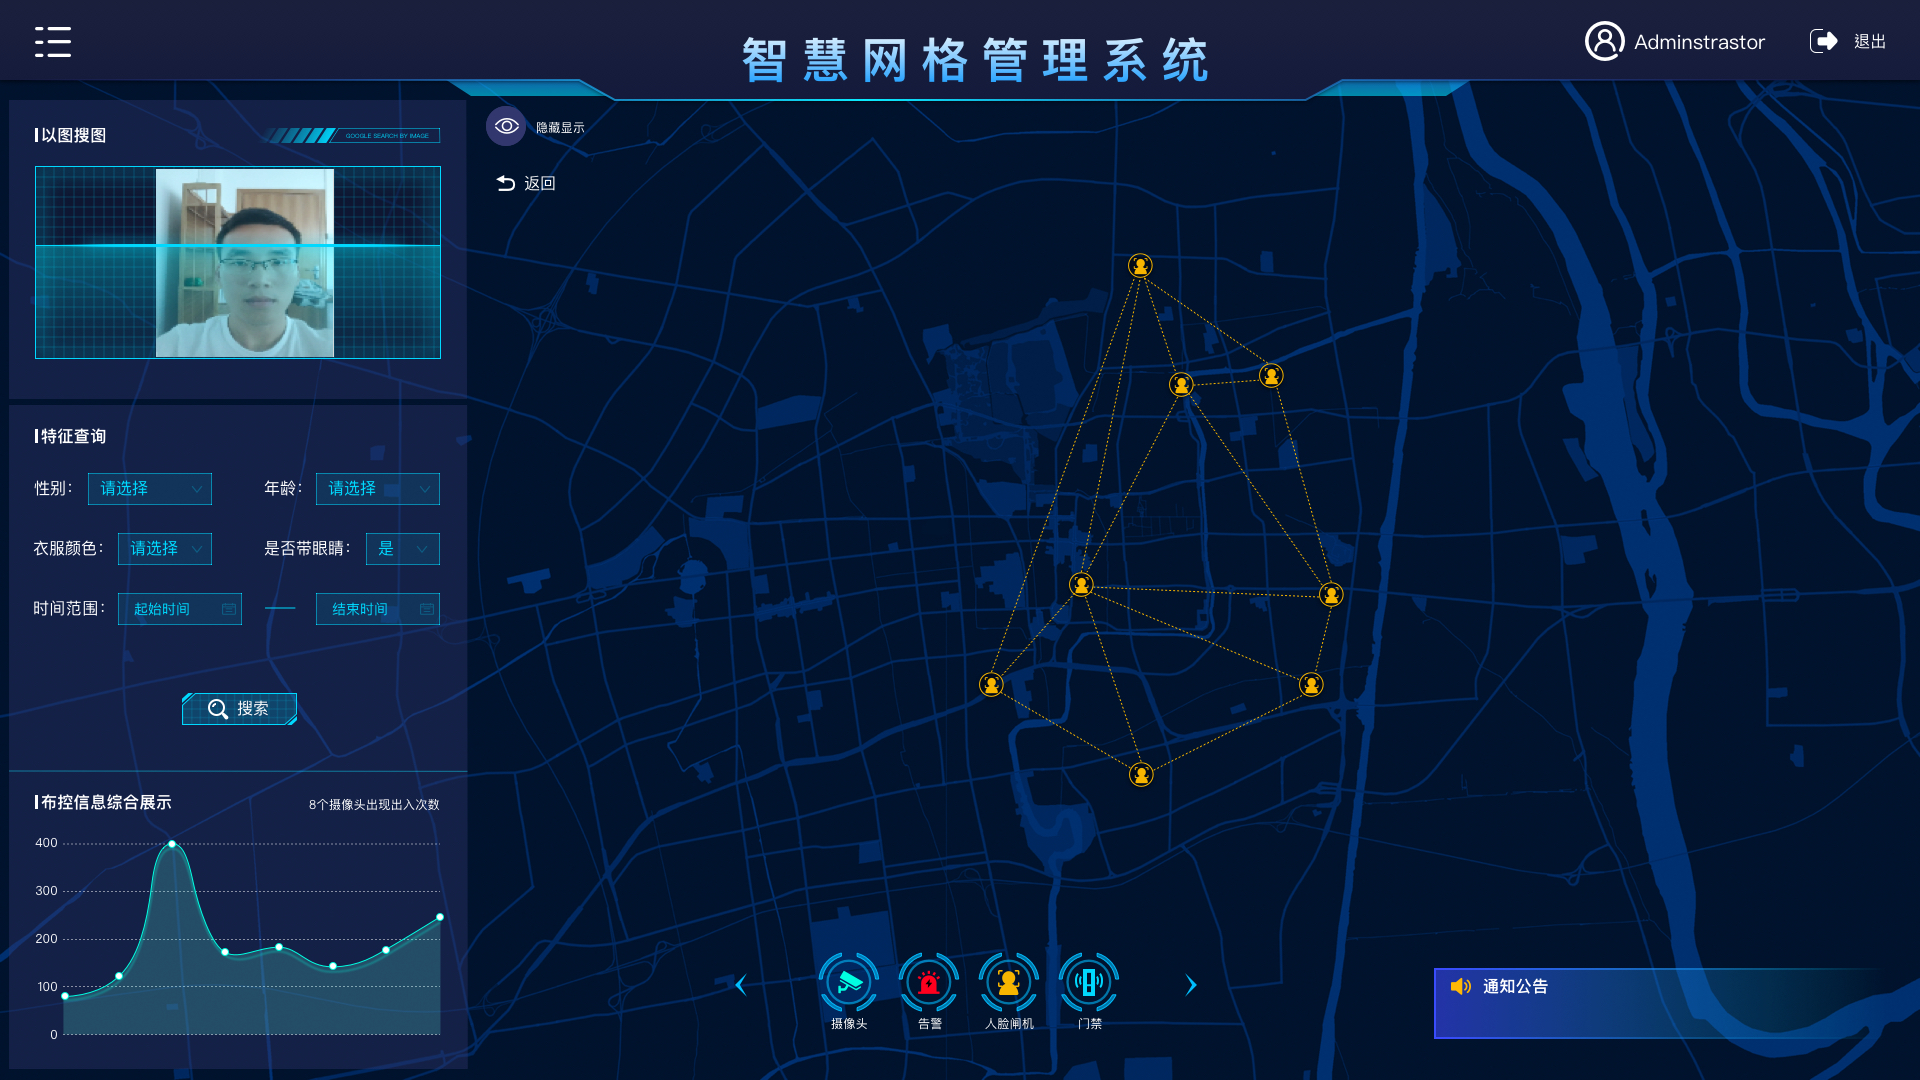 智慧网格管理系统
Adminstrastor
退出
以图搜图
GOOGLE SEARCH BY IMAGE
隐藏显示
返回
特征查询
性别: 请选择
年龄: 请选择
衣服颜色: 请选择
是否带眼睛: 是
时间范围: 起始时间
结束时间
搜索
布控信息综合展示
8个摄像头出现出入次数
400
300
200
100
0
摄像头
告警
人脸闸机
门禁
通知公告